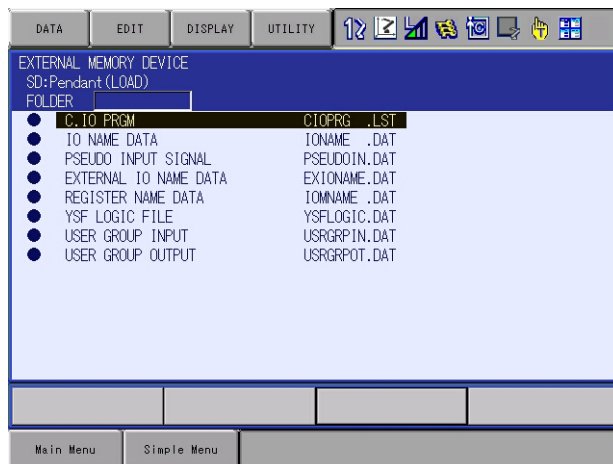 DATA EDIT DISPLAY UTILITY
EXTERNAL MEMORY DEVICE
SD:Pendant(LOAD)
FOLDER
C.IO PRGM CIOPRG .LST
IO NAME DATA IONAME .DAT
PSEUDO INPUT SIGNAL PSEUDOIN.DAT
EXTERNAL IO NAME DATA EXIONAME.DAT
REGISTER NAME DATA IOMNAME .DAT
YSF LOGIC FILE YSFLOGIC.DAT
USER GROUP INPUT USRGRPIN.DAT
USER GROUP OUTPUT USRGRPOT.DAT
Main Menu Simple Menu